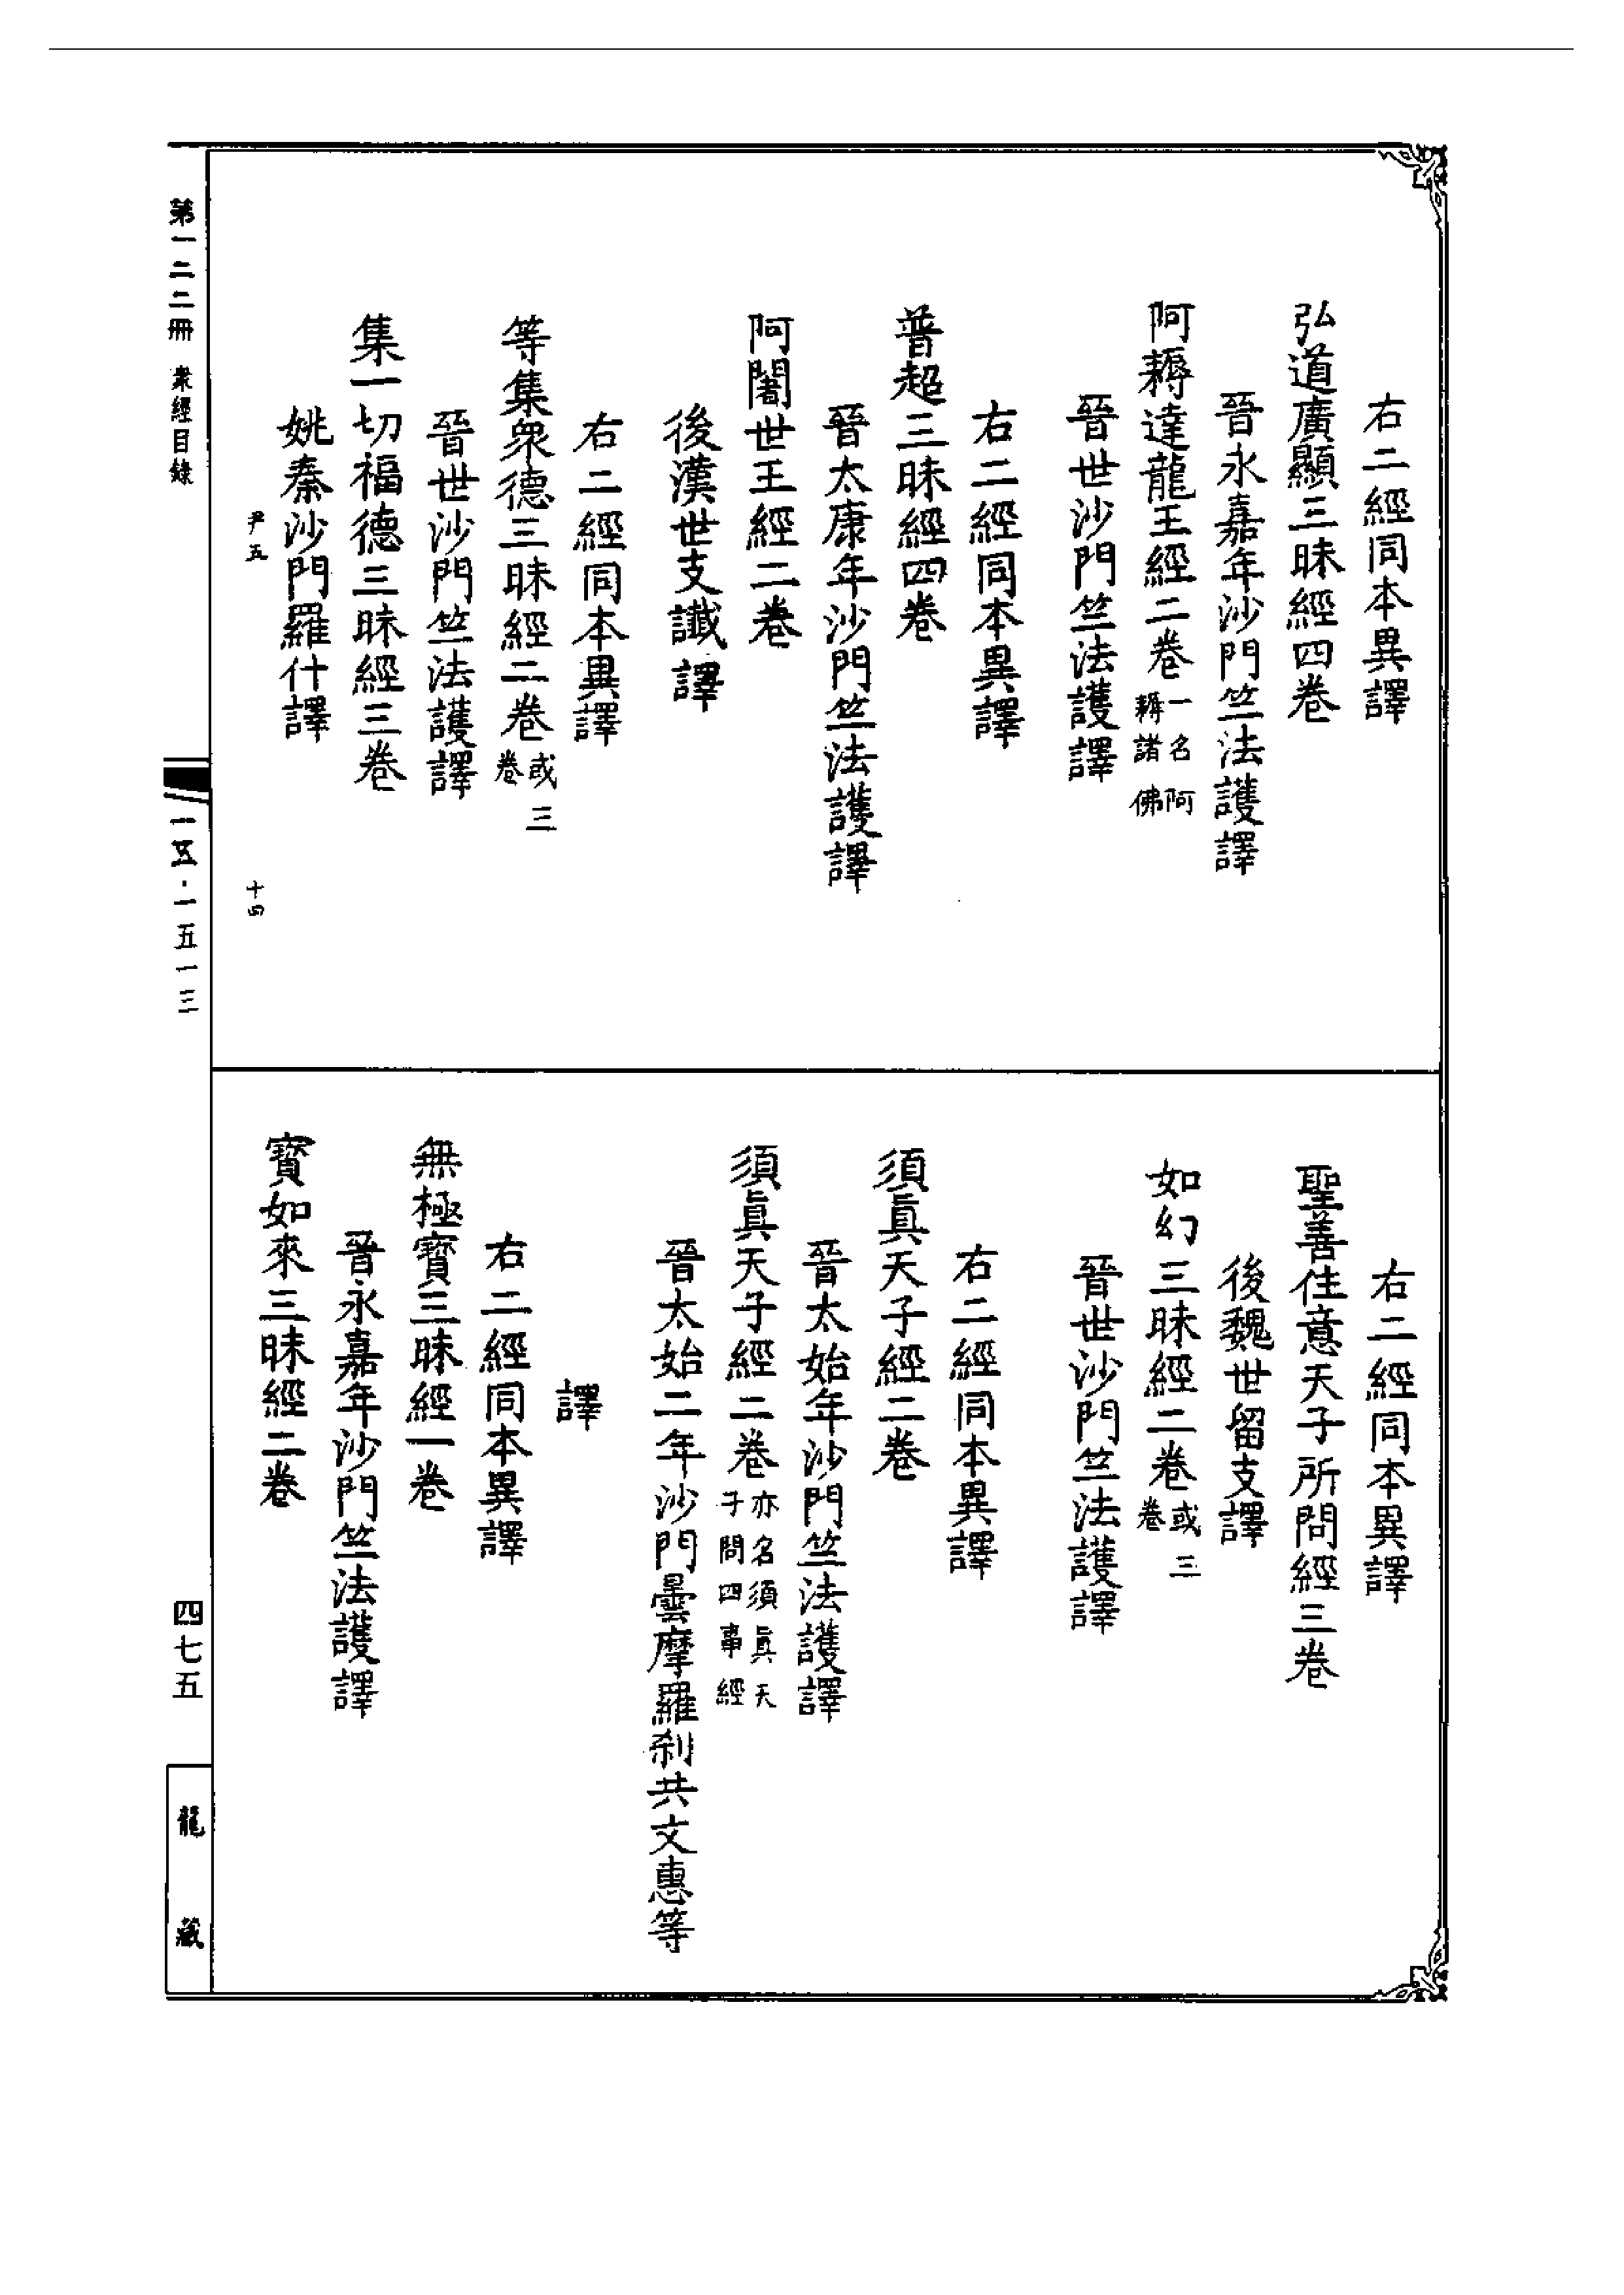 右二經同本異譯
弘道廣顯三昧經四卷
晉永嘉年沙門竺法護譯
阿耨達龍王經二卷一名阿耨諸佛
晉世沙門竺法護譯
右二經同本異譯
普超三昧經四卷
晉太康年沙門竺法護譯
阿闍世王經二卷
後漢世支讖譯
右二經同本異譯
等集衆德三昧經二卷或三卷
晉世沙門竺法護譯
集一切福德三昧經三卷
姚秦沙門羅什譯
尹五
十四
右二經同本異譯
聖善住意天子所問經三卷
後魏世留支譯
如幻三昧經二卷或三卷
晉世沙門竺法護譯
右二經同本異譯
須眞天子經二卷
晉太始年沙門竺法護譯
須眞天子經二卷亦名須眞天子問四事經
晉太始二年沙門曇摩羅刹共文惠等
譯
右二經同本異譯
無極寶三昧經一卷
晉永嘉年沙門竺法護譯
寶如來三昧經二卷
第一二二冊 衆經目錄
一五·一五一三
四七五
龍藏